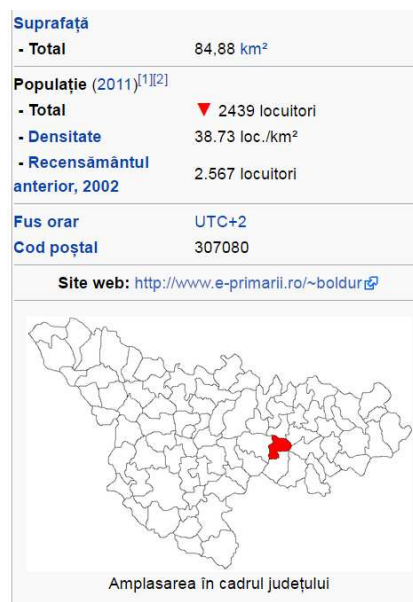 Suprafață
- Total 84,88 km²
Populație (2011)[1][2]
- Total ▼ 2439 locuitori
- Densitate 38.73 loc./km²
- Recensământul
anterior, 2002 2.567 locuitori
Fus orar UTC+2
Cod poștal 307080
Site web: http://www.e-primarii.ro/~boldur
Amplasarea în cadrul județului